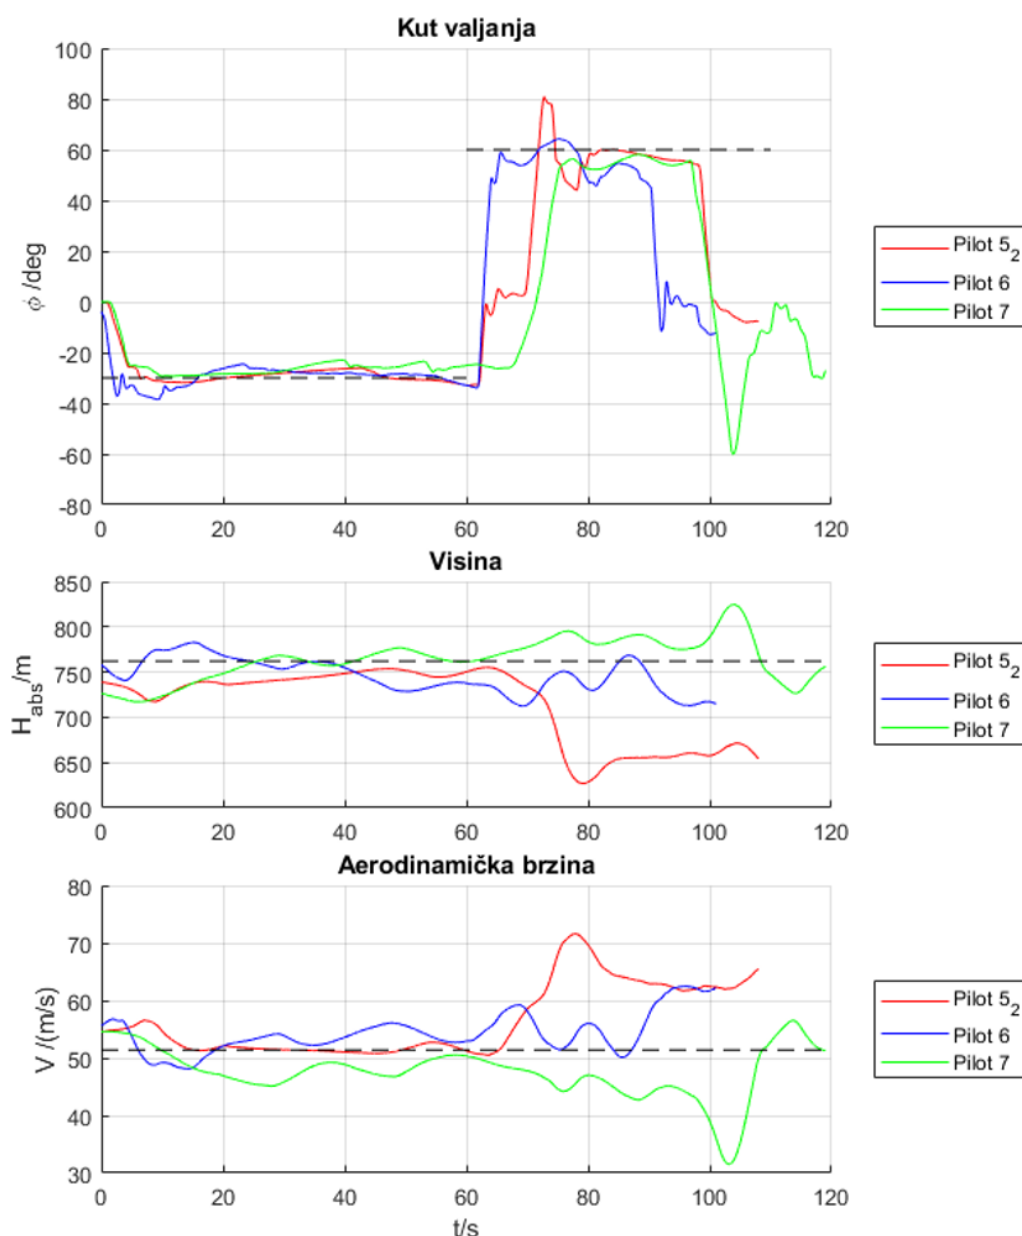 Kut valjanja
100
80
60
40
20
0
-20
-40
-60
-80
ϕ /deg
0 20 40 60 80 100 120
Pilot 5₂
Pilot 6
Pilot 7
Visina
850
800
750
700
650
600
H_abs/m
0 20 40 60 80 100 120
Pilot 5₂
Pilot 6
Pilot 7
Aerodinamička brzina
80
70
60
50
40
30
V /(m/s)
0 20 40 60 80 100 120
t/s
Pilot 5₂
Pilot 6
Pilot 7